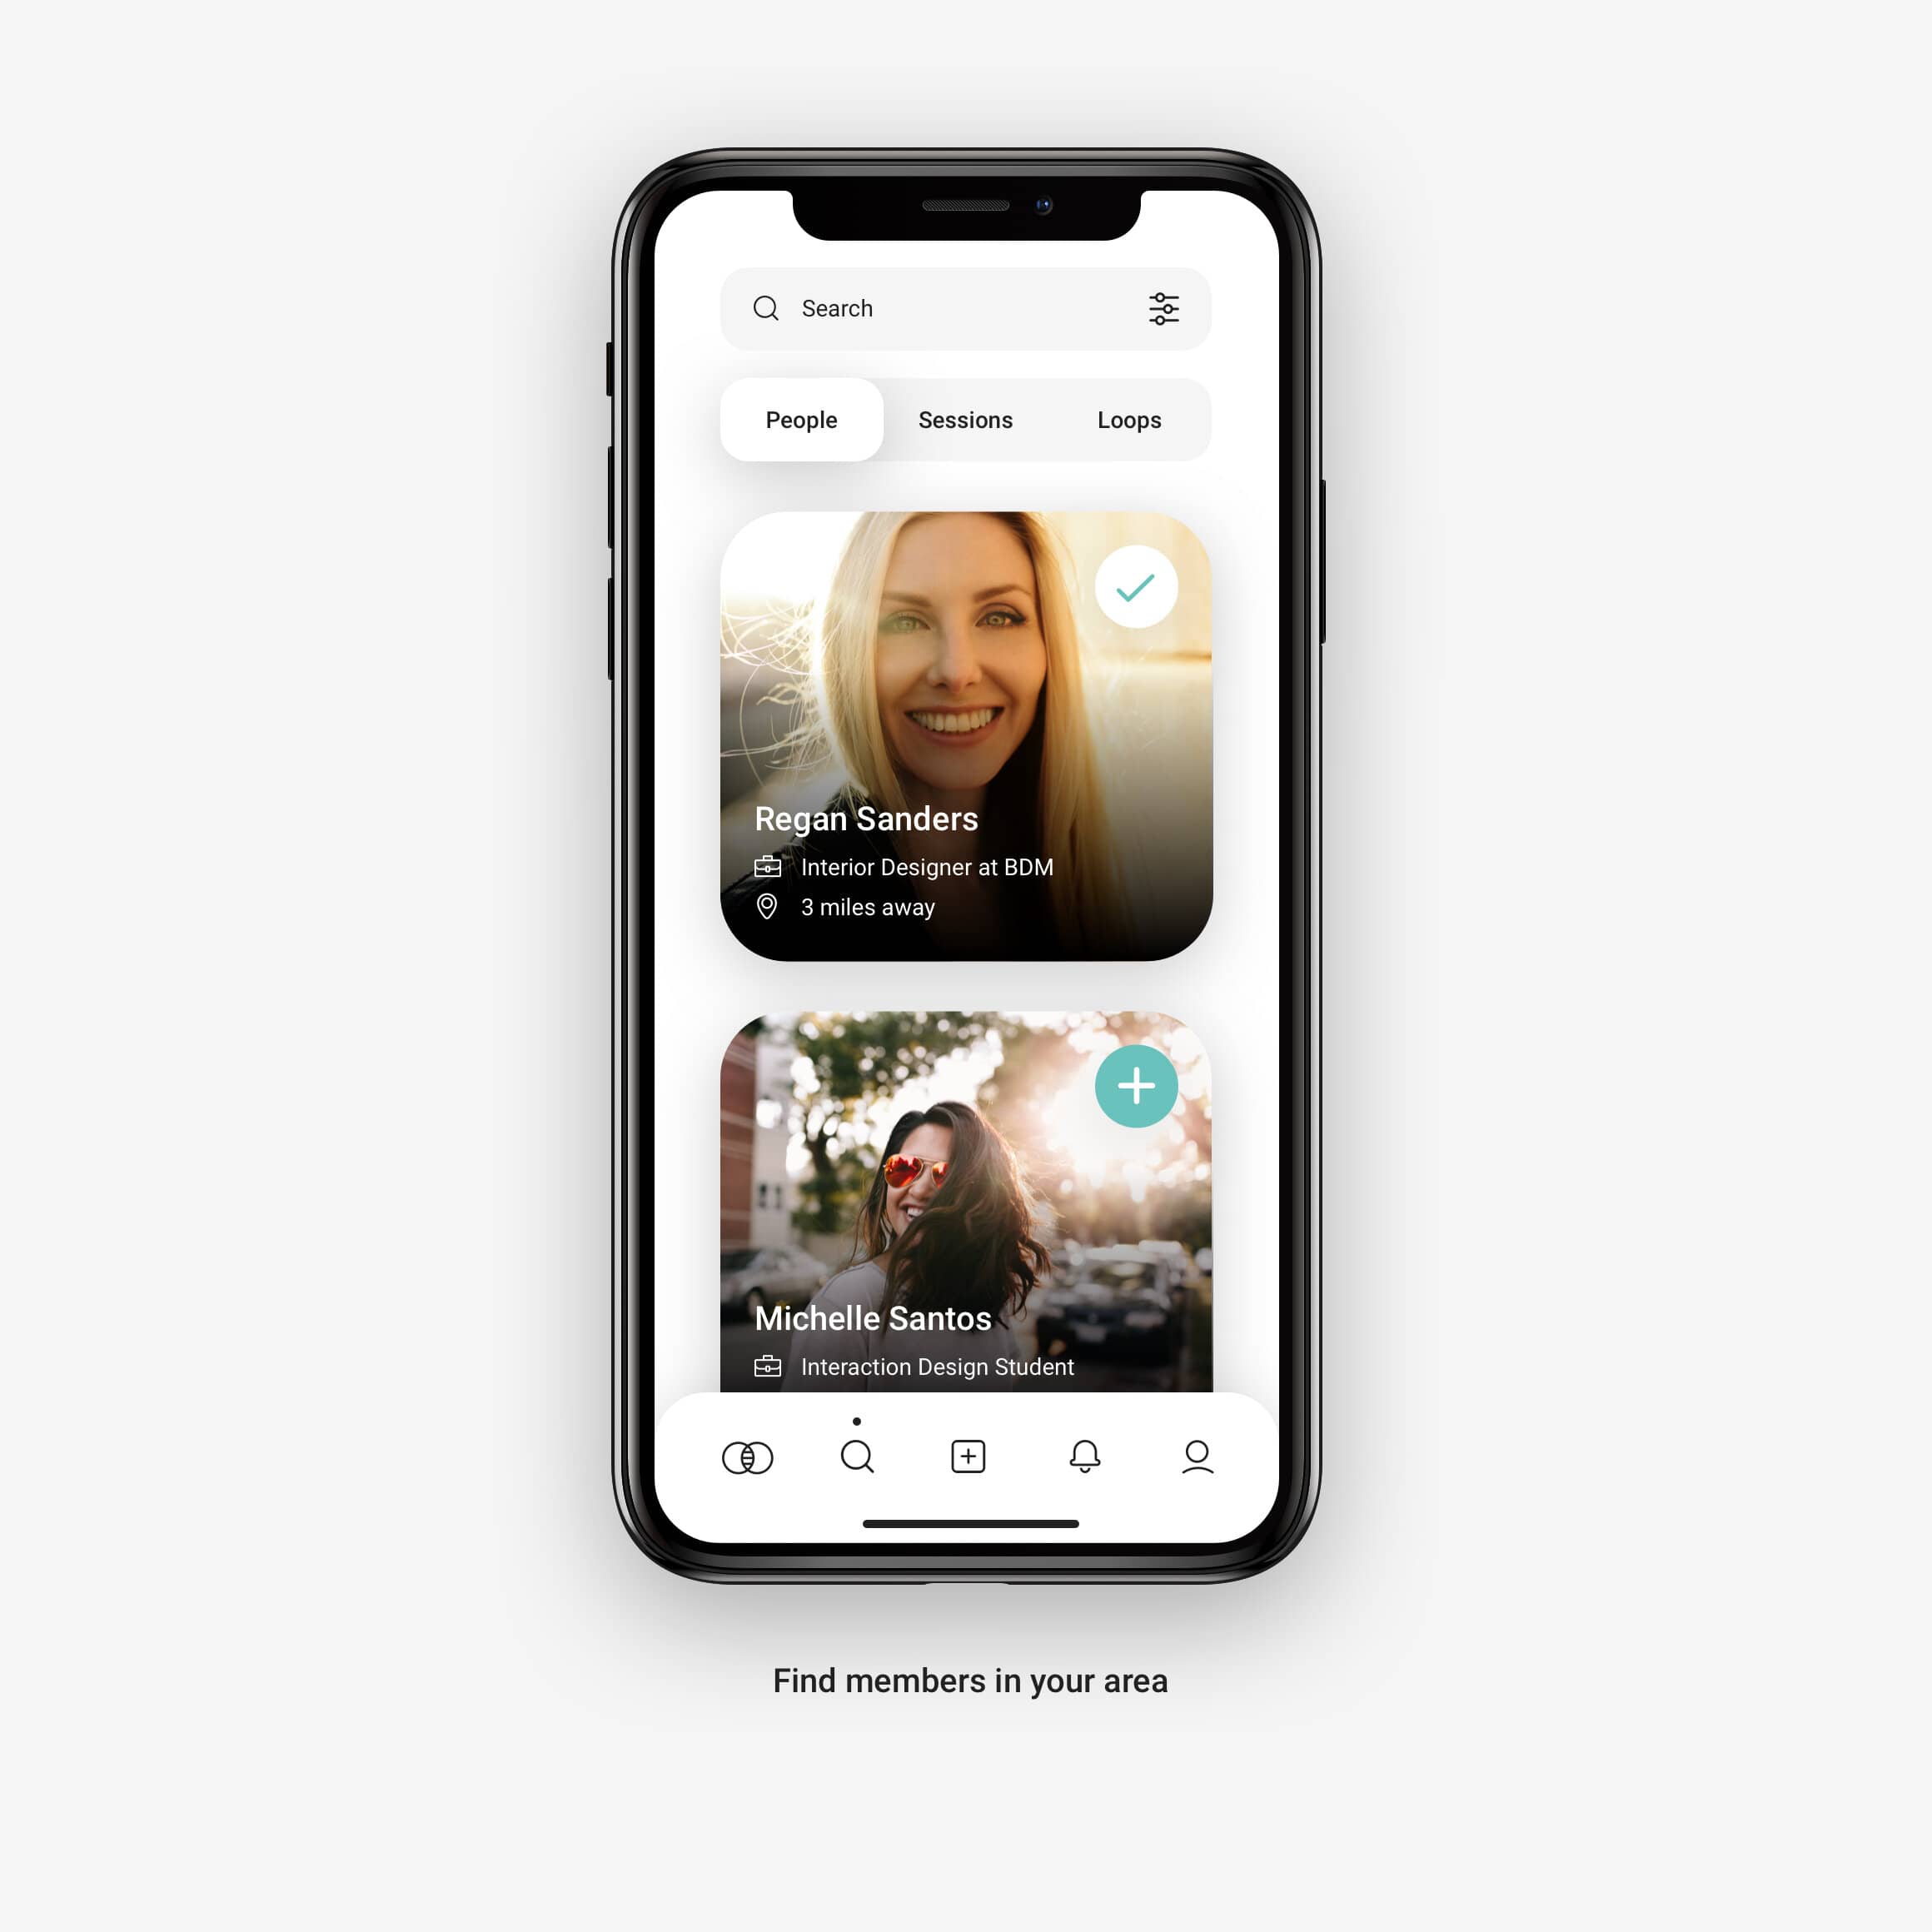 Search
People
Sessions
Loops
Regan Sanders
Interior Designer at BDM
3 miles away
Michelle Santos
Interaction Design Student
Find members in your area